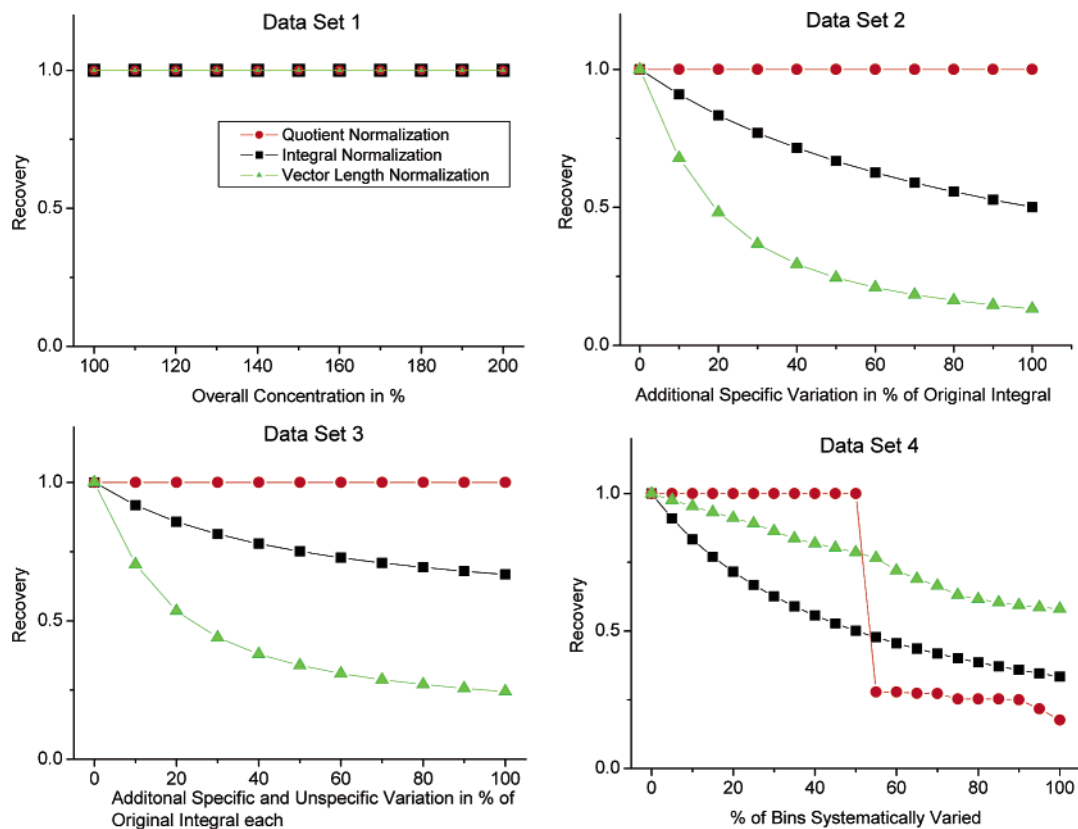 Data Set 1
Recovery
1.0
0.5
0.0
Quotient Normalization
Integral Normalization
Vector Length Normalization
100 120 140 160 180 200
Overall Concentration in %
Data Set 2
Recovery
1.0
0.5
0.0
0 20 40 60 80 100
Additional Specific Variation in % of Original Integral
Data Set 3
Recovery
1.0
0.5
0.0
0 20 40 60 80 100
Additonal Specific and Unspecific Variation in % of
Original Integral each
Data Set 4
Recovery
1.0
0.5
0.0
0 20 40 60 80 100
% of Bins Systematically Varied